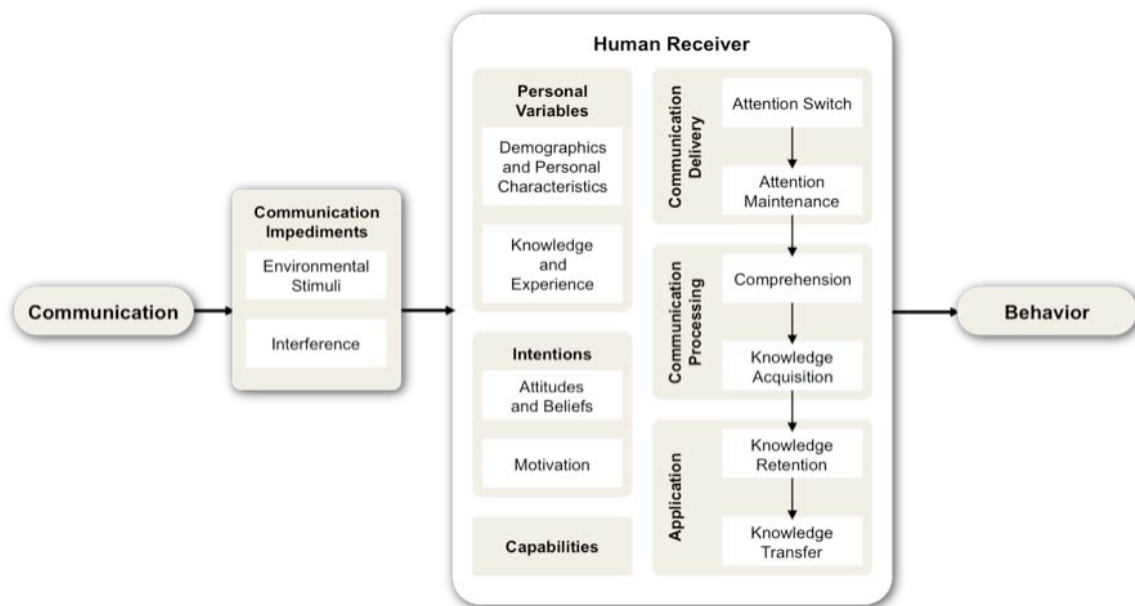 Human Receiver
Communication
Communication
Impediments
Environmental
Stimuli
Interference
Personal
Variables
Demographics
and Personal
Characteristics
Knowledge
and
Experience
Intentions
Attitudes
and Beliefs
Motivation
Capabilities
Communication
Delivery
Attention Switch
Attention
Maintenance
Communication
Processing
Comprehension
Knowledge
Acquisition
Application
Knowledge
Retention
Knowledge
Transfer
Behavior